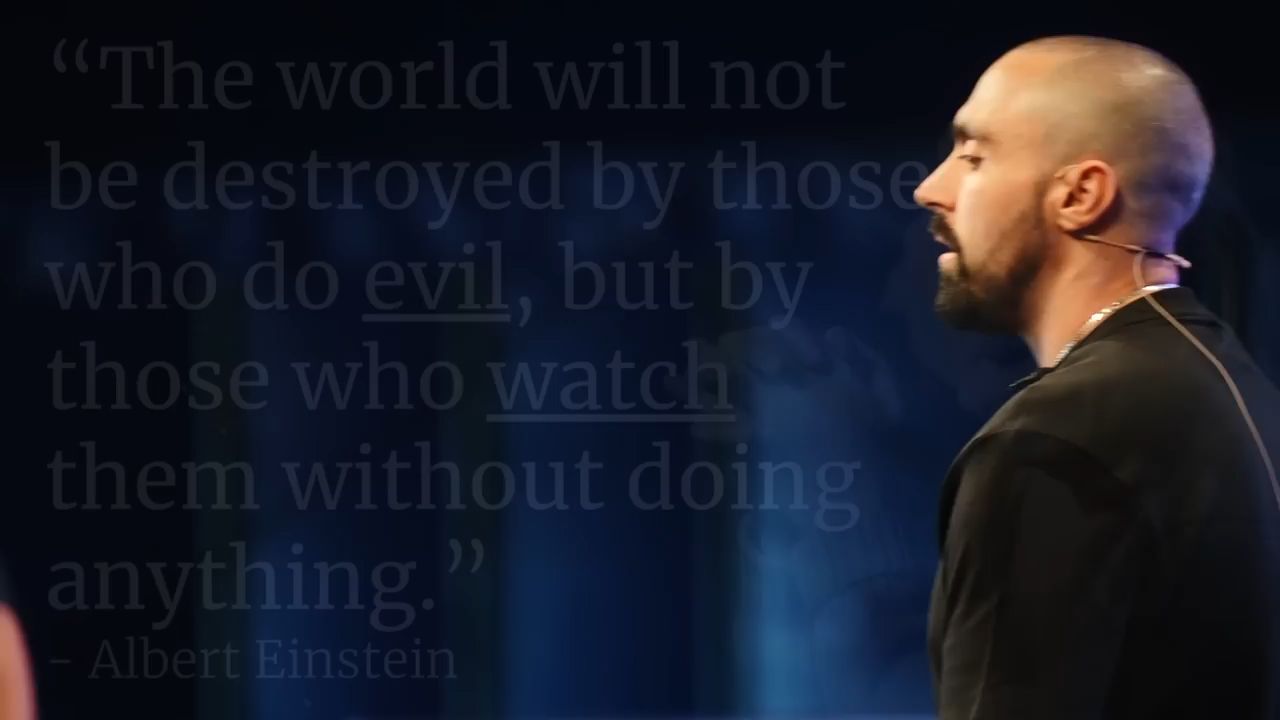 “The world will not
be destroyed by those
who do evil, but by
those who watch
them without doing
anything.”
- Albert Einstein